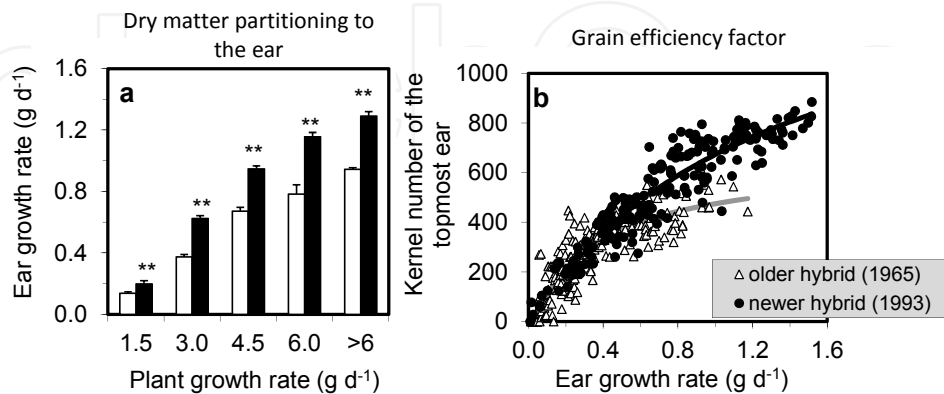 Dry matter partitioning to
the ear
Ear growth rate (g d-1)
1.6
1.2
0.8
0.4
0.0
a
**
**
**
**
**
1.5 3.0 4.5 6.0 >6
Plant growth rate (g d-1)
Grain efficiency factor
Kernel number of the
topmost ear
1000
800
600
400
200
0
b
△ older hybrid (1965)
● newer hybrid (1993)
0.0 0.4 0.8 1.2 1.6
Ear growth rate (g d-1)